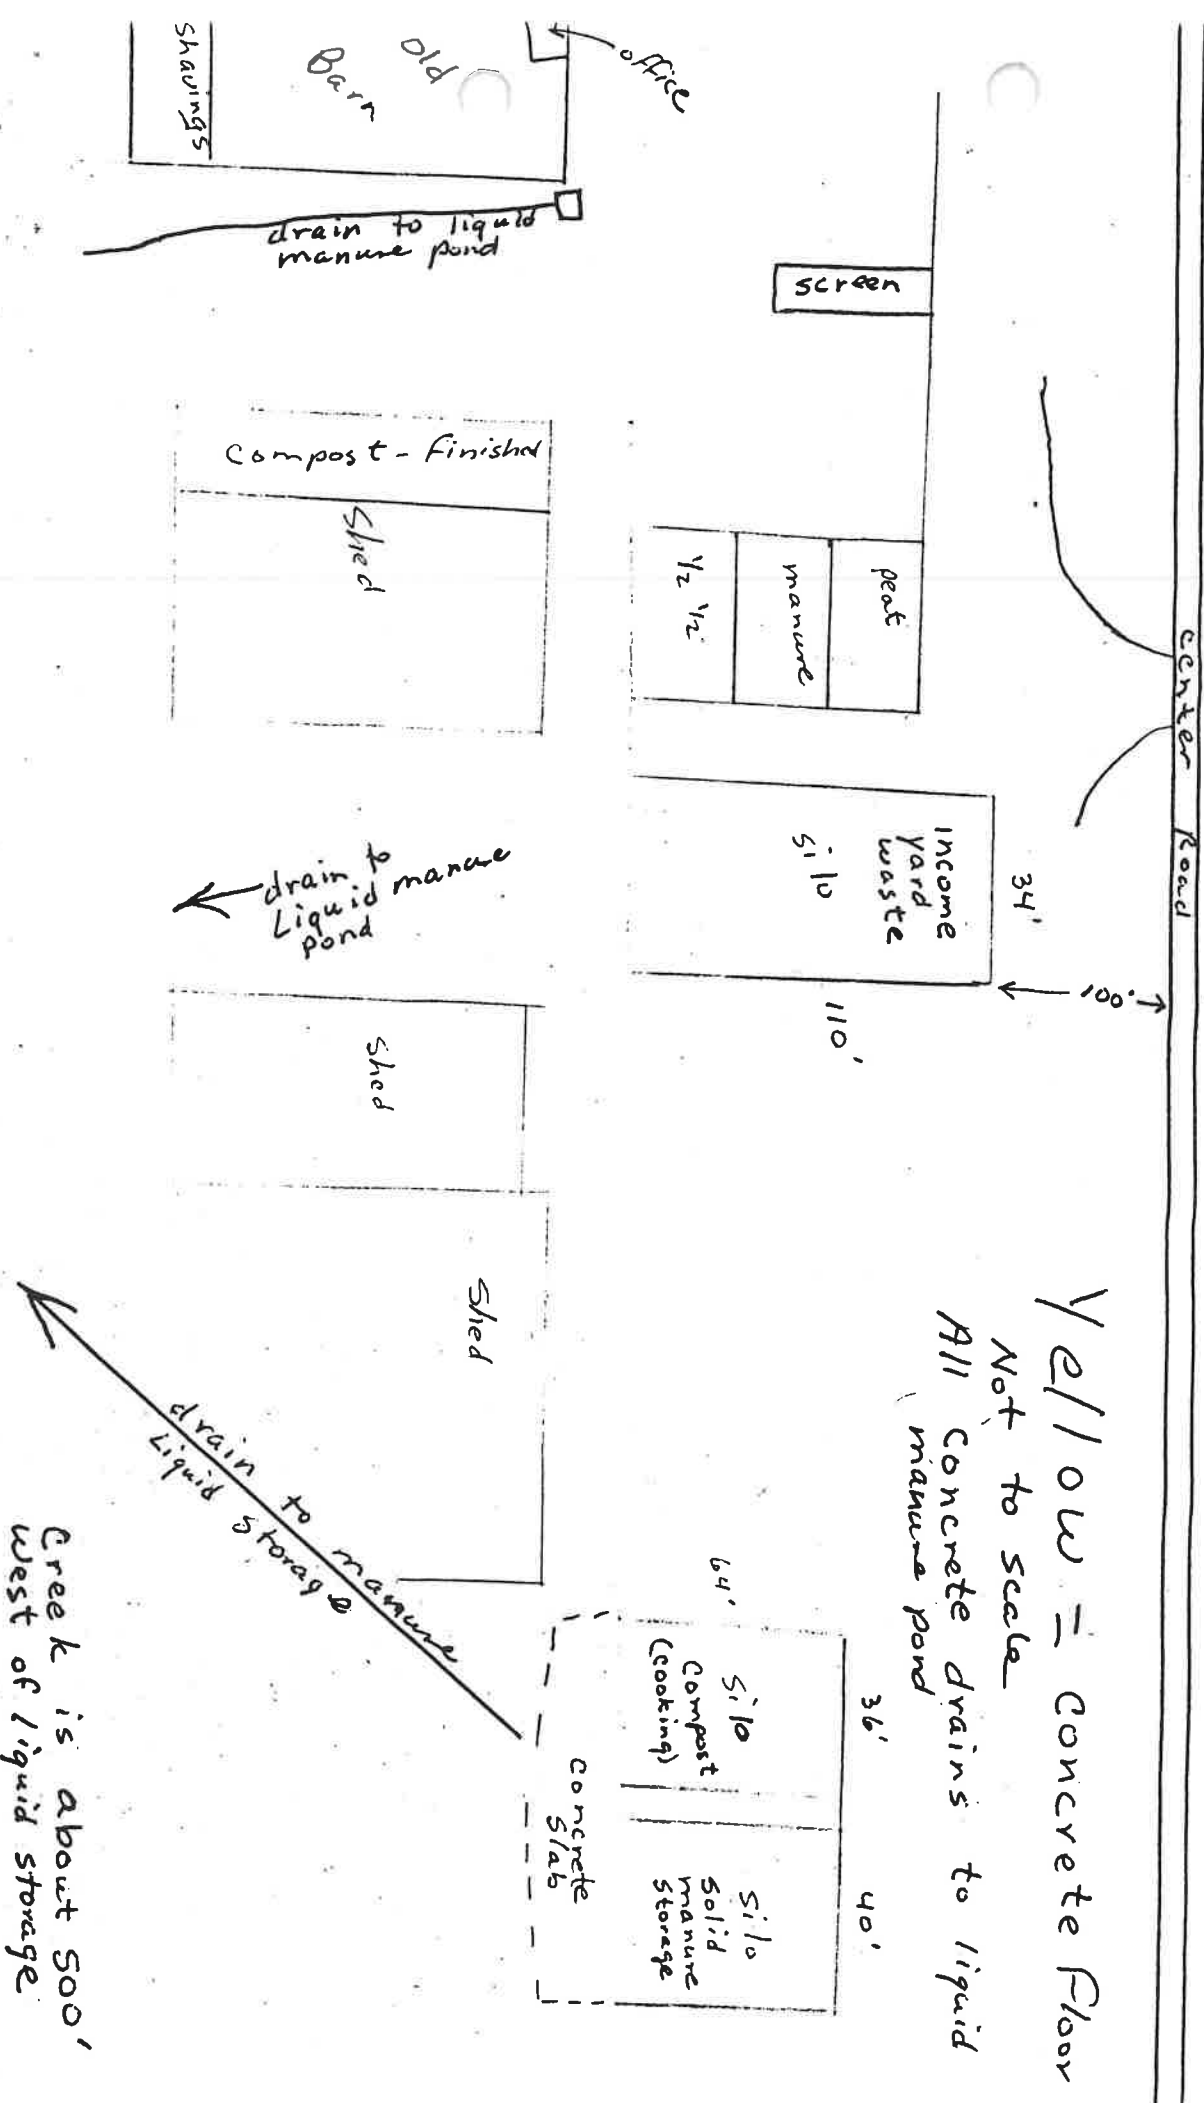 Center Road
Yellow = Concrete Floor
Not to scale
All concrete drains to liquid
manure pond
office
Old
Barn
Shavings
drain to liquid
manure pond
screen
Compost - Finished
Shed
peat
manure
1/2 1/2
34'
100'
income
yard
waste
silo
110'
drain to
Liquid manure
pond
Shed
Shed
36'
40'
64'
Silo
Compost
(cooking)
Silo
Solid
manure
storage
Concrete
Slab
drain to manure
Liquid storage
Creek is about 500'
west of liquid storage